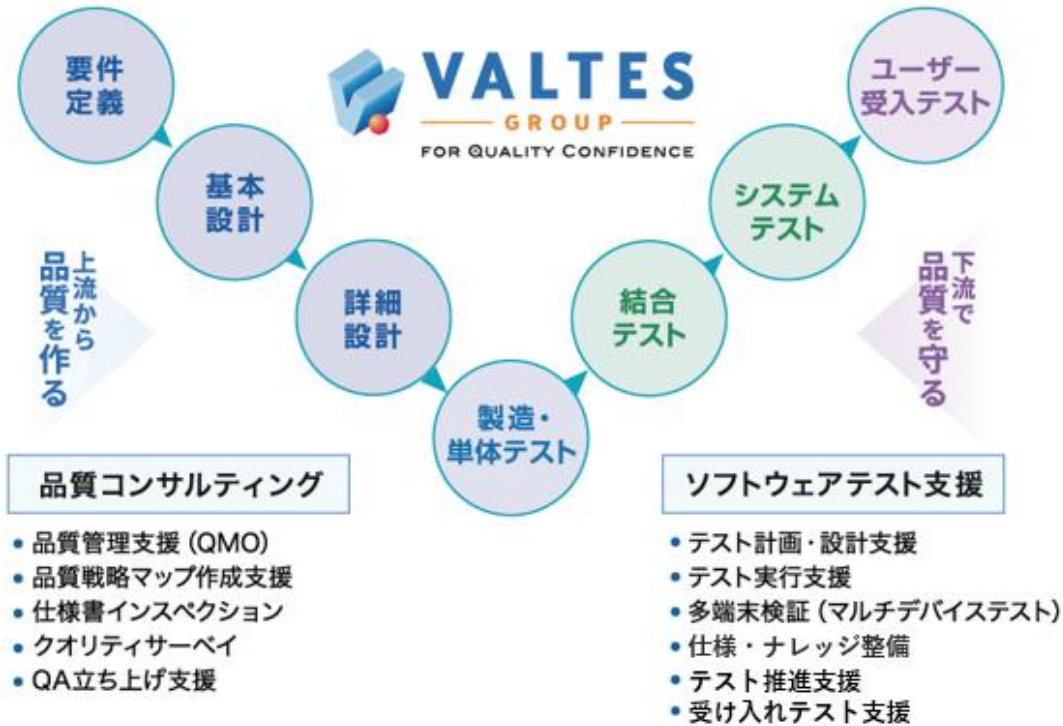 要件
定義
VALTES
GROUP
FOR QUALITY CONFIDENCE
ユーザー
受入テスト
基本
設計
システム
テスト
上流から
品質を作る
詳細
設計
結合
テスト
下流で
品質を守る
製造・
単体テスト
品質コンサルティング
• 品質管理支援 (QMO)
• 品質戦略マップ作成支援
• 仕様書インスペクション
• クオリティサーベイ
• QA立ち上げ支援
ソフトウェアテスト支援
• テスト計画・設計支援
• テスト実行支援
• 多端末検証 (マルチデバイステスト)
• 仕様・ナレッジ整備
• テスト推進支援
• 受け入れテスト支援